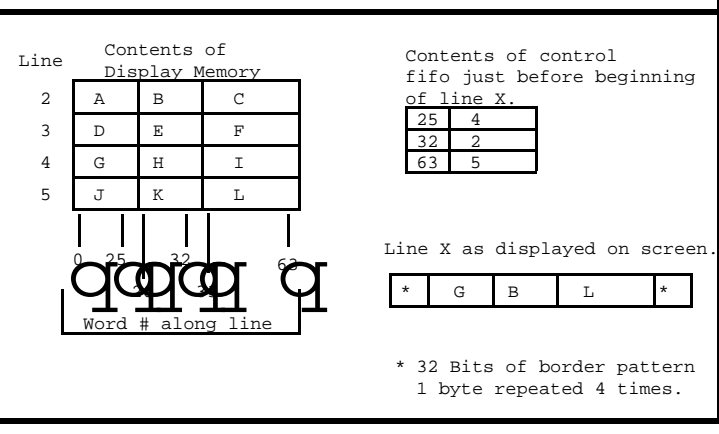 Line
Contents of
Display Memory
2 A B C
3 D E F
4 G H I
5 J K L
0 25 32 63
Word # along line
Contents of control
fifo just before beginning
of line X.
25 4
32 2
63 5
Line X as displayed on screen.
* G B L *
* 32 Bits of border pattern
1 byte repeated 4 times.